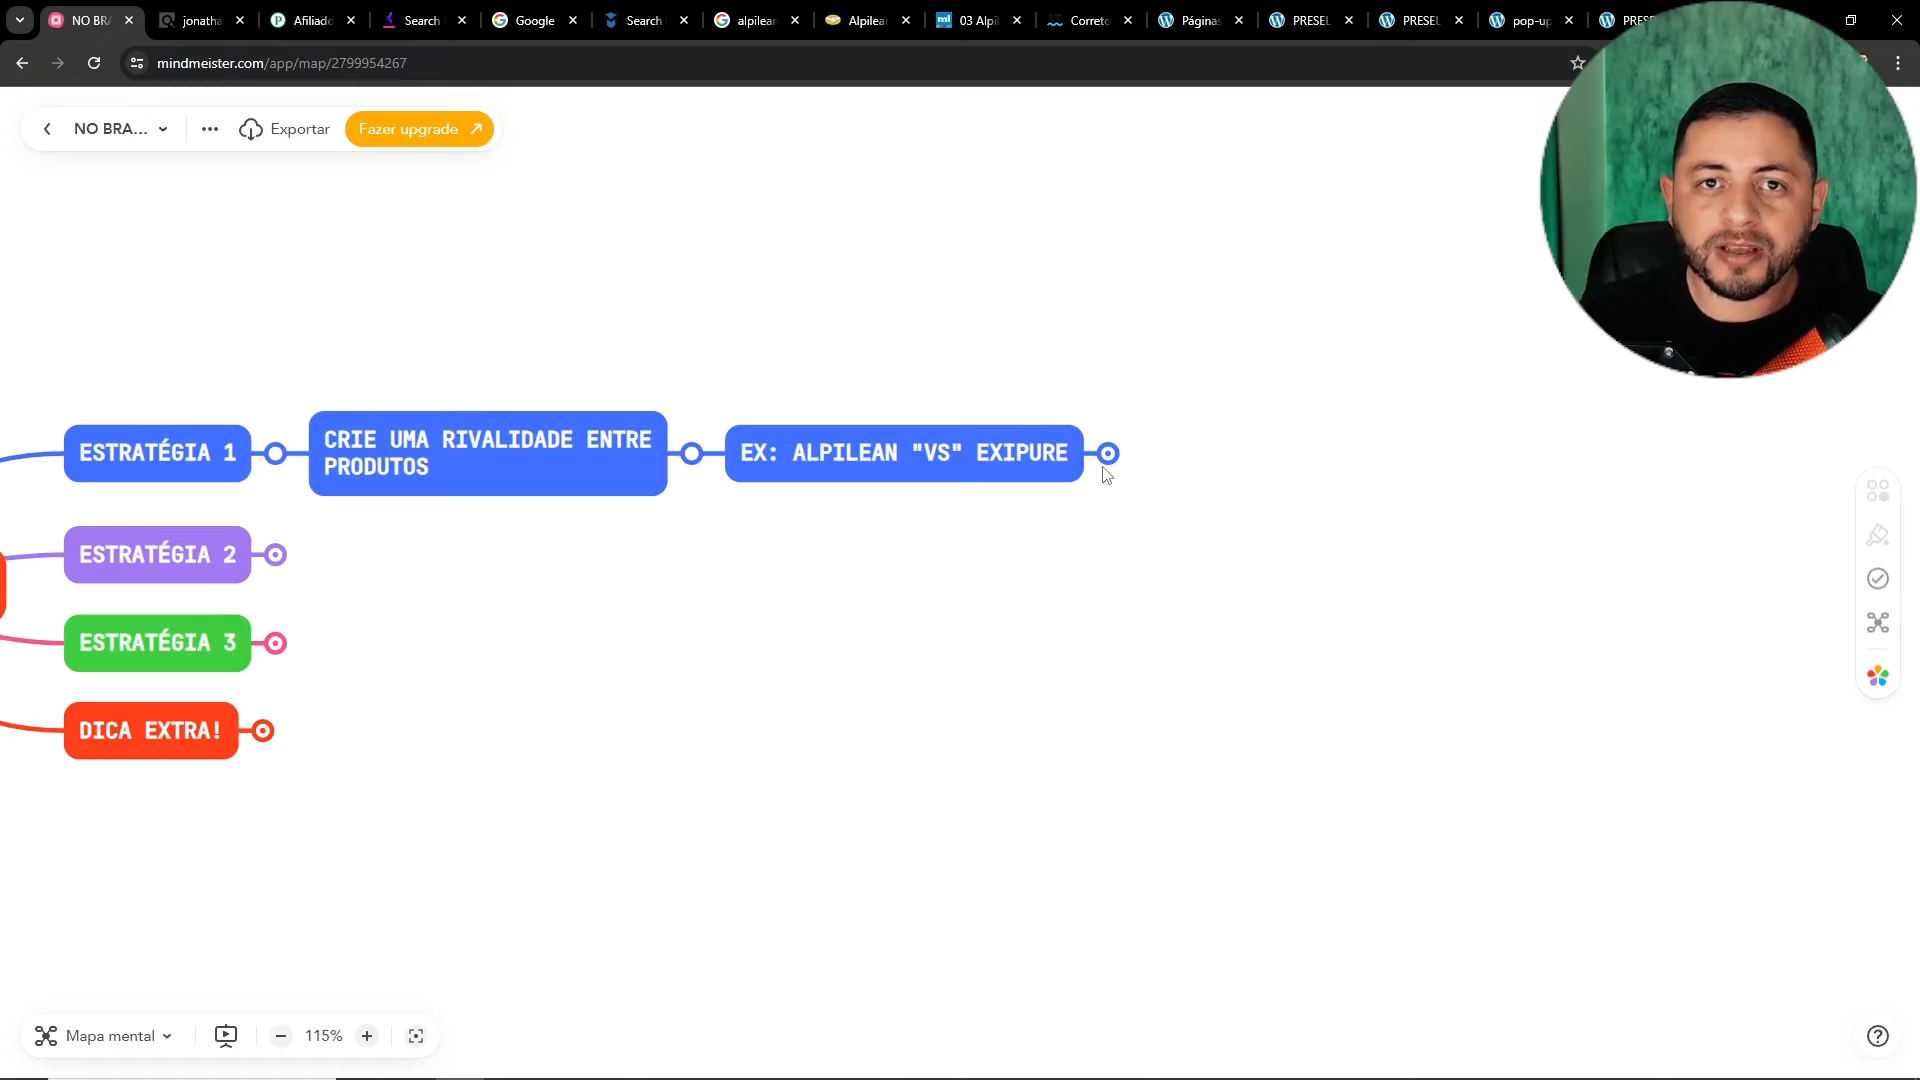 NO BRA
jonatha
Afiliado
Search
Google
Search
alpilear
Alpilear
03 Alpil
Correto
Páginas
PRESEL
PRESEL
pop-up
PRES
mindmeister.com/app/map/2799954267
NO BRA...
Exportar
Fazer upgrade
ESTRATÉGIA 1
CRIE UMA RIVALIDADE ENTRE
PRODUTOS
EX: ALPILEAN "VS" EXIPURE
ESTRATÉGIA 2
ESTRATÉGIA 3
DICA EXTRA!
Mapa mental
115%